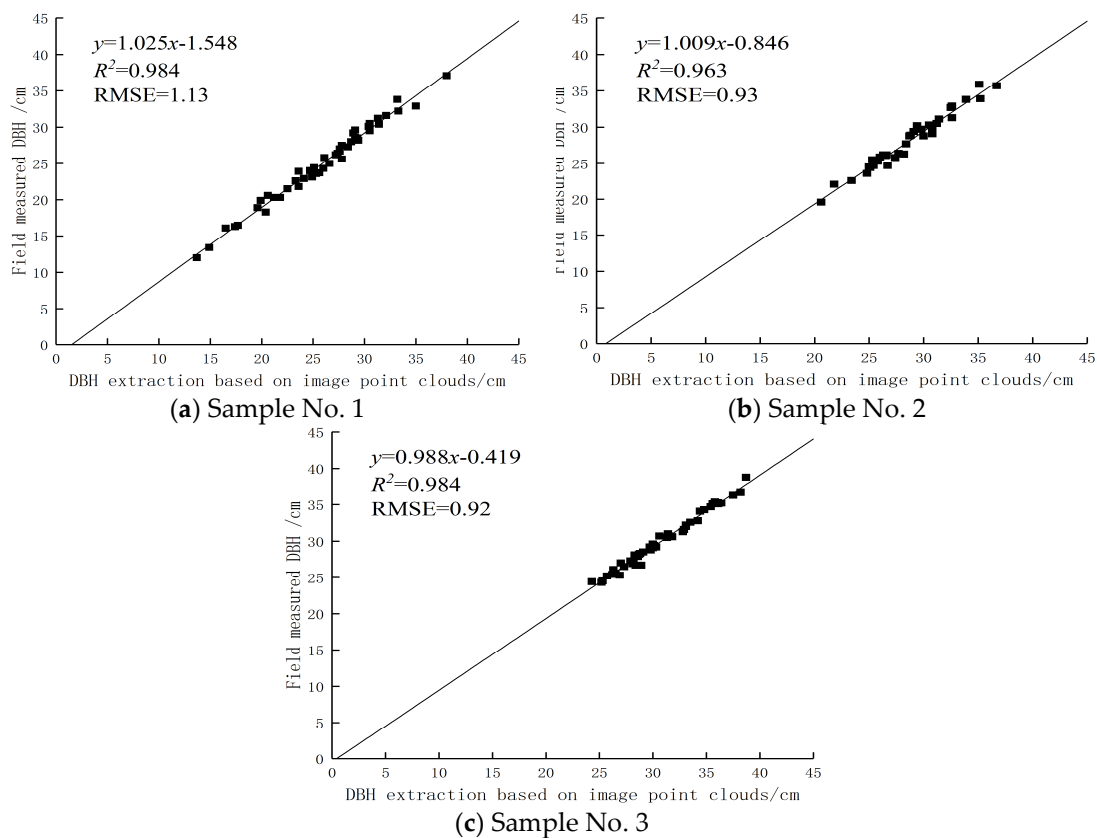 45
40
35
30
25
20
15
10
5
0
Field measured DBH /cm
y=1.025x-1.548
R²=0.984
RMSE=1.13
0 5 10 15 20 25 30 35 40 45
DBH extraction based on image point clouds/cm
(a) Sample No. 1
45
40
35
30
25
20
15
10
5
0
Field measured DBH /cm
y=1.009x-0.846
R²=0.963
RMSE=0.93
0 5 10 15 20 25 30 35 40 45
DBH extraction based on image point clouds/cm
(b) Sample No. 2
45
40
35
30
25
20
15
10
5
0
Field measured DBH /cm
y=0.988x-0.419
R²=0.984
RMSE=0.92
0 5 10 15 20 25 30 35 40 45
DBH extraction based on image point clouds/cm
(c) Sample No. 3